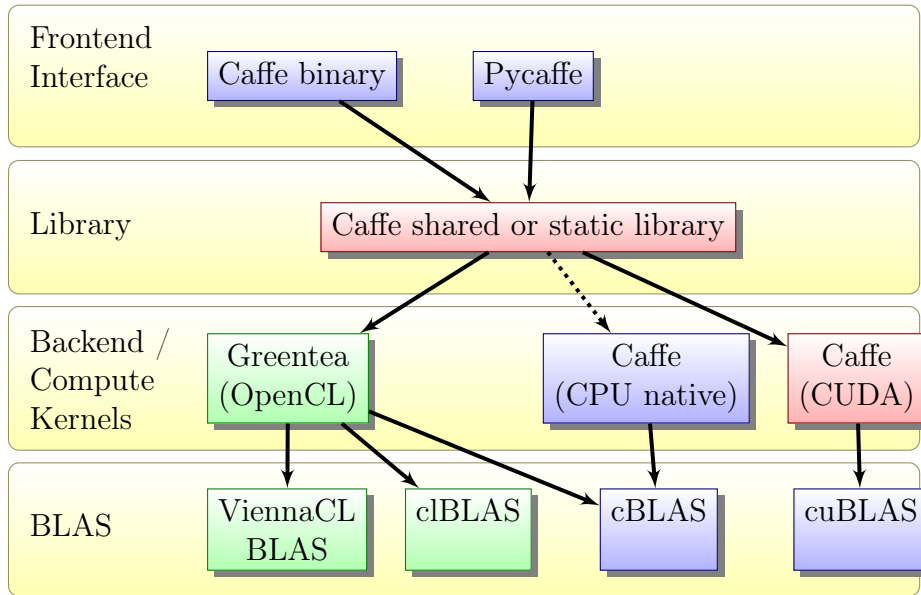 Frontend
Interface
Caffe binary
Pycaffe
Library
Caffe shared or static library
Backend /
Compute
Kernels
Greentea
(OpenCL)
Caffe
(CPU native)
Caffe
(CUDA)
BLAS
ViennaCL
BLAS
clBLAS
cBLAS
cuBLAS